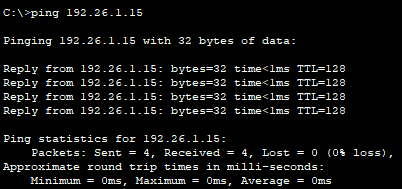 C:\>ping 192.26.1.15
Pinging 192.26.1.15 with 32 bytes of data:
Reply from 192.26.1.15: bytes=32 time<1ms TTL=128
Reply from 192.26.1.15: bytes=32 time<1ms TTL=128
Reply from 192.26.1.15: bytes=32 time<1ms TTL=128
Reply from 192.26.1.15: bytes=32 time<1ms TTL=128
Ping statistics for 192.26.1.15:
    Packets: Sent = 4, Received = 4, Lost = 0 (0% loss),
Approximate round trip times in milli-seconds:
    Minimum = 0ms, Maximum = 0ms, Average = 0ms